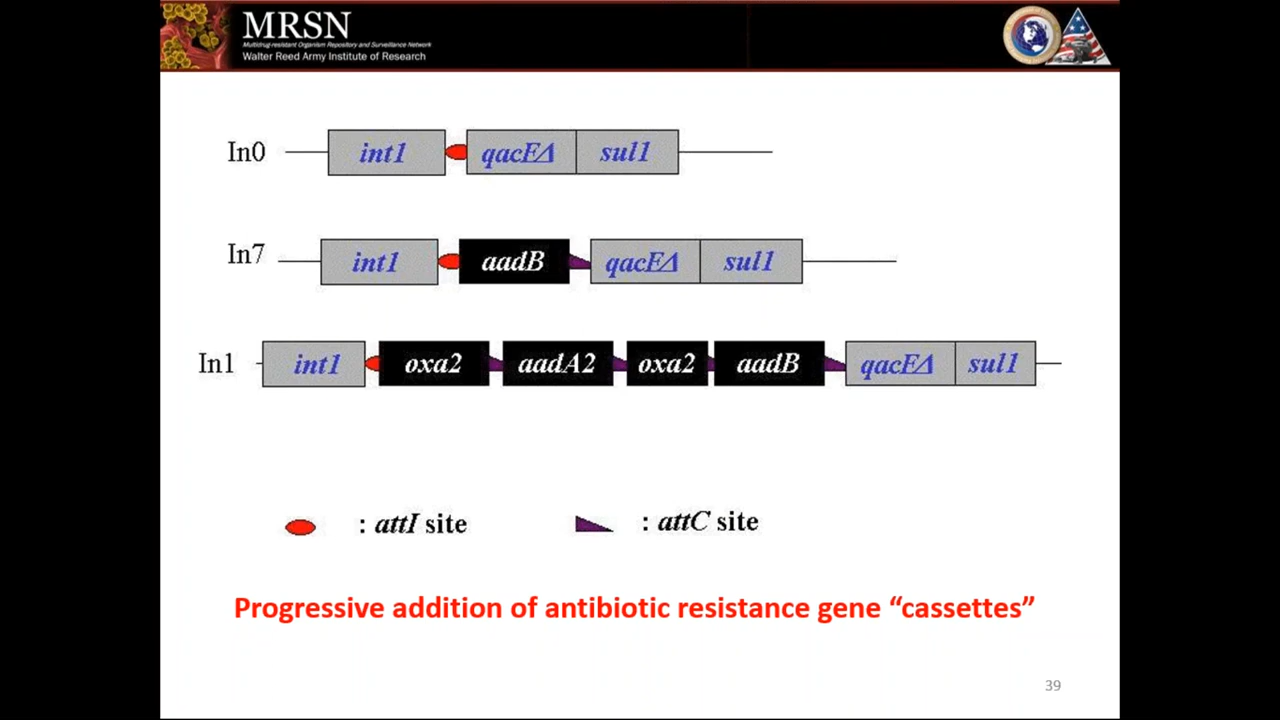 MRSN
Multidrug-resistant Organism Repository and Surveillance Network
Walter Reed Army Institute of Research
In0 int1 qacEΔ sul1
In7 int1 aadB qacEΔ sul1
In1 int1 oxa2 aadA2 oxa2 aadB qacEΔ sul1
: attI site : attC site
Progressive addition of antibiotic resistance gene “cassettes”
39